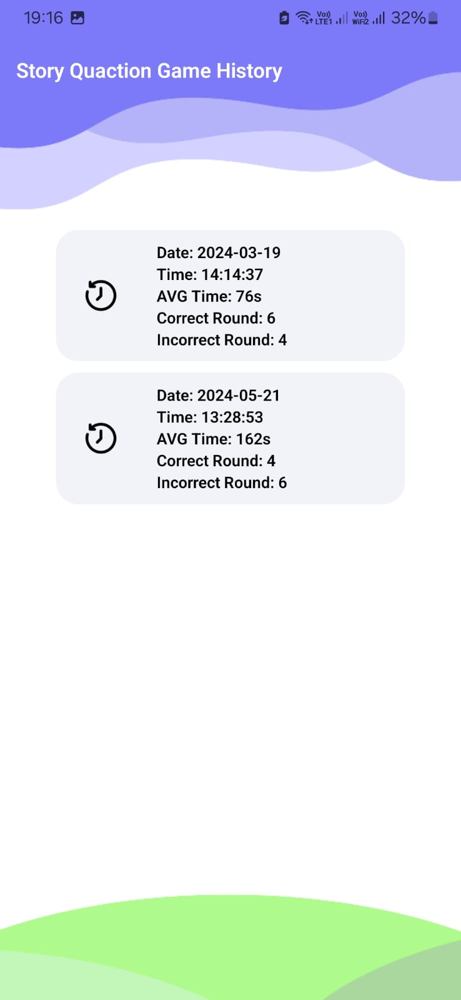 19:16 Vo)) LTE1 Vo)) WiFi2 32%
Story Quaction Game History
Date: 2024-03-19
Time: 14:14:37
AVG Time: 76s
Correct Round: 6
Incorrect Round: 4
Date: 2024-05-21
Time: 13:28:53
AVG Time: 162s
Correct Round: 4
Incorrect Round: 6